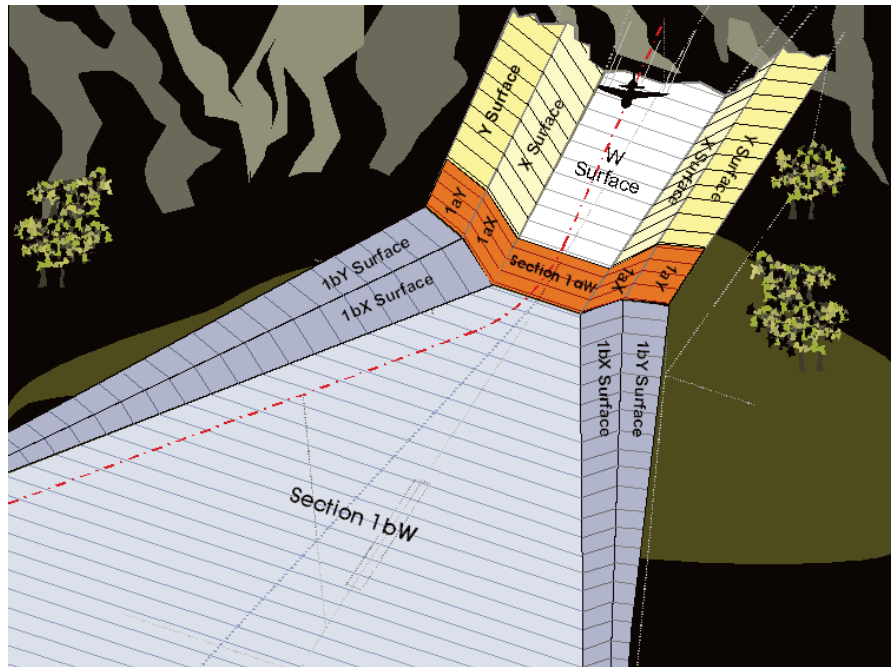 Y Surface
X Surface
W
Surface
X Surface
Y Surface
1aY
1aX
Section 1aW
1aX
1aY
1bY Surface
1bX Surface
1bX Surface
1bY Surface
Section 1bW